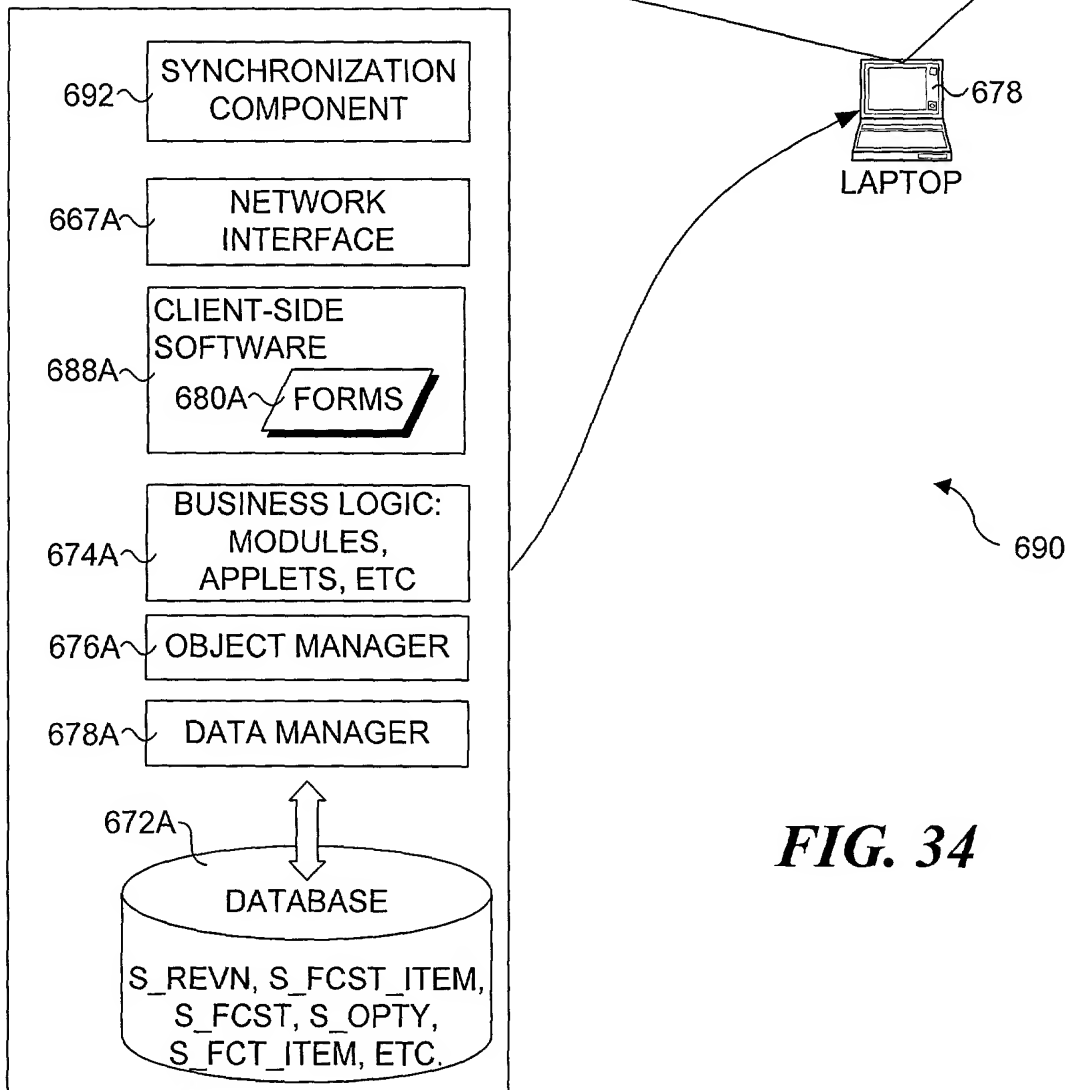 692
SYNCHRONIZATION
COMPONENT
678
LAPTOP
667A
NETWORK
INTERFACE
688A
CLIENT-SIDE
SOFTWARE
680A
FORMS
674A
BUSINESS LOGIC:
MODULES,
APPLETS, ETC
690
676A
OBJECT MANAGER
678A
DATA MANAGER
672A
DATABASE
S_REVN, S_FCST_ITEM,
S_FCST, S_OPTY,
S_FCT_ITEM, ETC.
FIG. 34